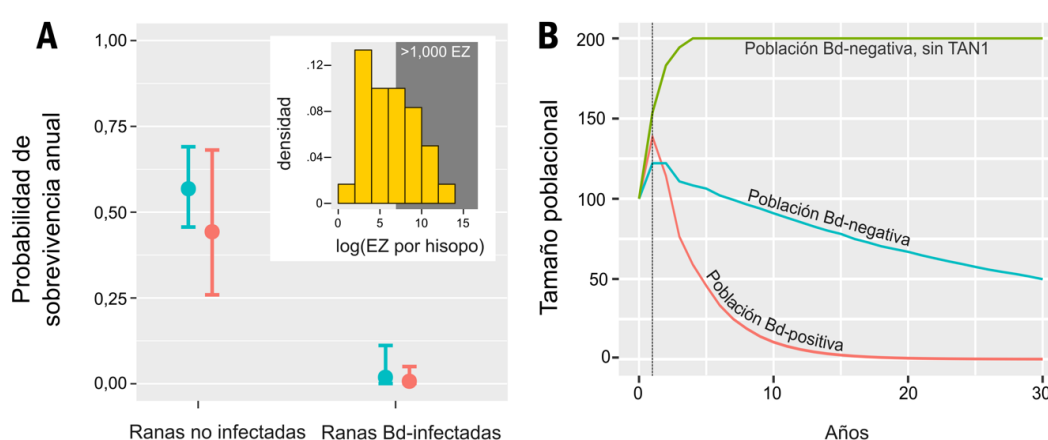 A
Probabilidad de
sobrevivencia anual
1,00
0,75
0,50
0,25
0,00
Ranas no infectadas
Ranas Bd-infectadas
>1,000 EZ
densidad
.12
.08
.04
0
0
5
10
15
log(EZ por hisopo)
B
Tamaño poblacional
200
150
100
50
0
Población Bd-negativa, sin TAN1
Población Bd-negativa
Población Bd-positiva
0
10
20
30
Años